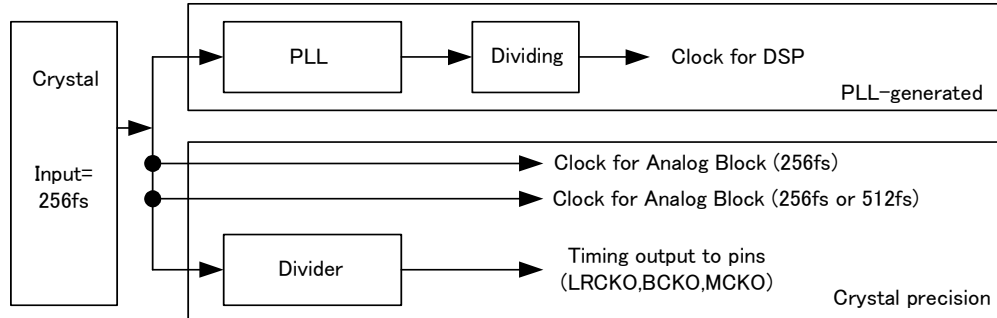 Crystal
Input=
256fs
PLL
Dividing
Clock for DSP
PLL-generated
Clock for Analog Block (256fs)
Clock for Analog Block (256fs or 512fs)
Divider
Timing output to pins
(LRCKO,BCKO,MCKO)
Crystal precision